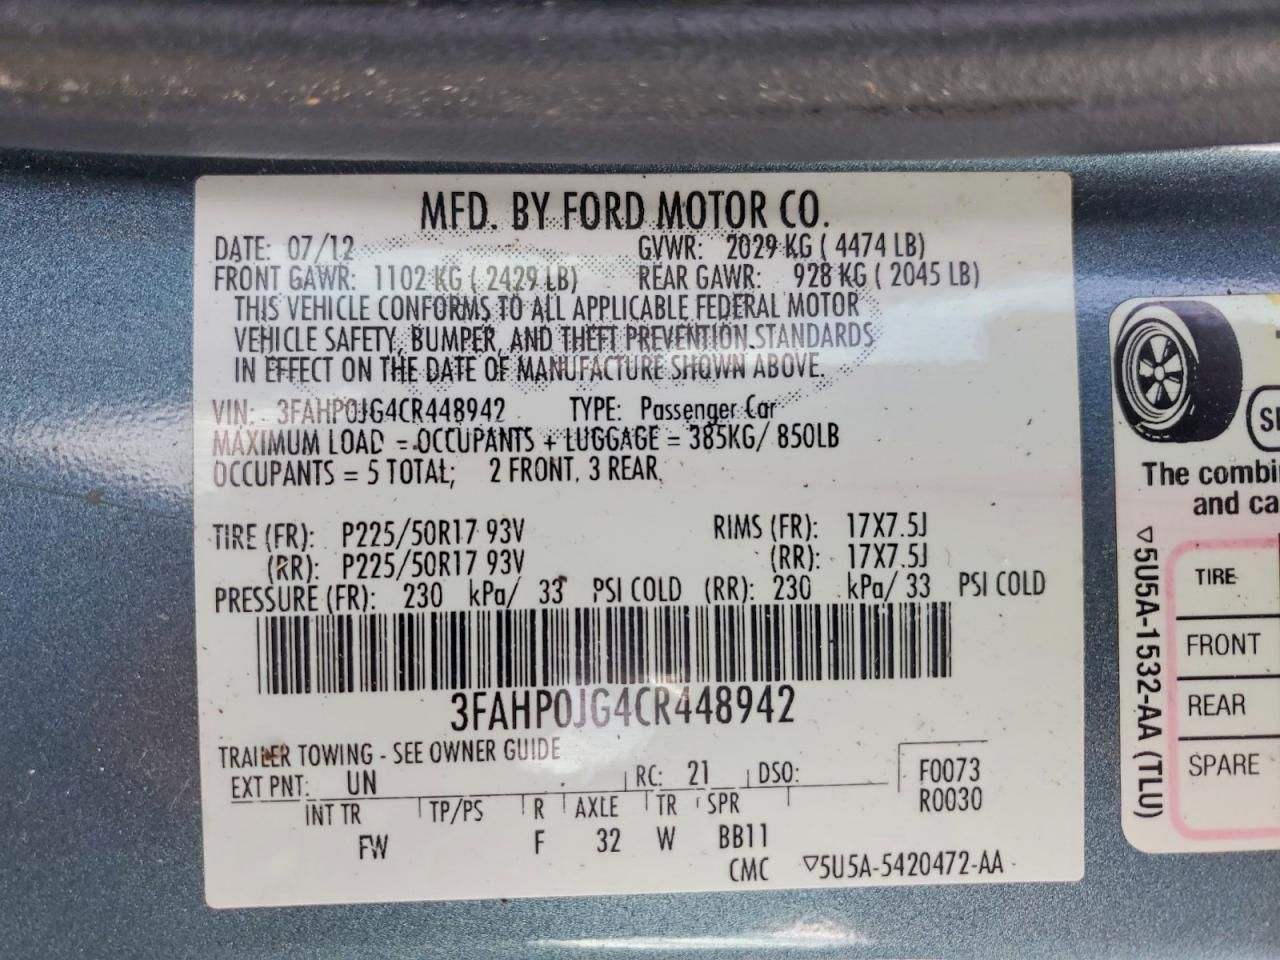 MFD. BY FORD MOTOR CO.
DATE: 07/12 GVWR: 2029 KG ( 4474 LB)
FRONT GAWR: 1102 KG ( 2429 LB) REAR GAWR: 928 KG ( 2045 LB)
THIS VEHICLE CONFORMS TO ALL APPLICABLE FEDERAL MOTOR
VEHICLE SAFETY, BUMPER, AND THEFT PREVENTION STANDARDS
IN EFFECT ON THE DATE OF MANUFACTURE SHOWN ABOVE.
VIN: 3FAHP0JG4CR448942 TYPE: Passenger Car
MAXIMUM LOAD = OCCUPANTS + LUGGAGE = 385KG/ 850LB
OCCUPANTS = 5 TOTAL; 2 FRONT, 3 REAR
TIRE (FR): P225/50R17 93V RIMS (FR): 17X7.5J
(RR): P225/50R17 93V (RR): 17X7.5J
PRESSURE (FR): 230 kPa/ 33 PSI COLD (RR): 230 kPa/ 33 PSI COLD
3FAHP0JG4CR448942
TRAILER TOWING - SEE OWNER GUIDE
EXT PNT: UN RC: 21 DSO: F0073
R0030
INT TR TP/PS R AXLE TR SPR
FW F 32 W BB11
CMC ▽5U5A-5420472-AA
The combi
and ca
▽5U5A-1532-AA (TLU)
TIRE
FRONT
REAR
SPARE